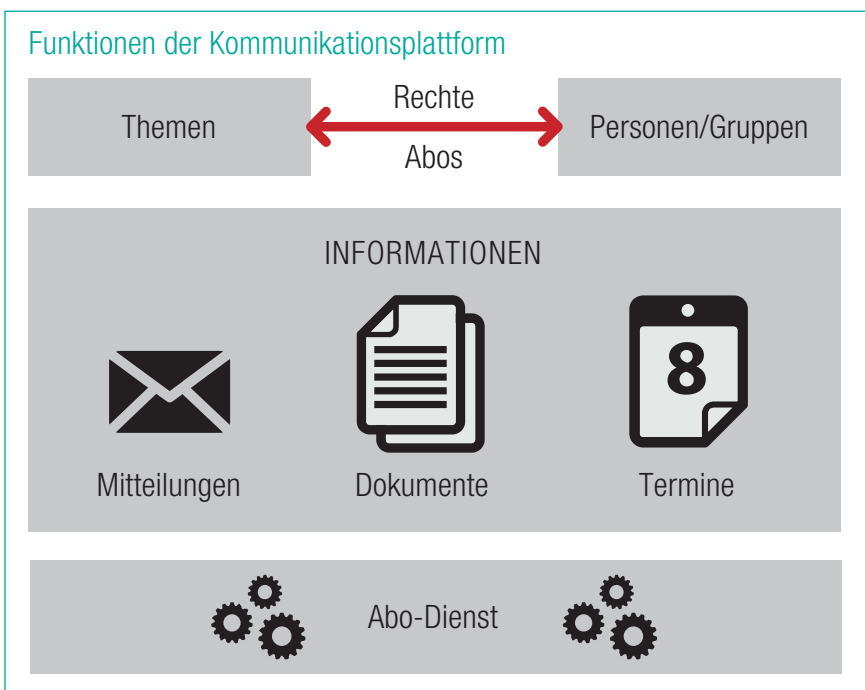 Funktionen der Kommunikationsplattform
Themen
Rechte
Abos
Personen/Gruppen
INFORMATIONEN
8
Mitteilungen
Dokumente
Termine
Abo-Dienst